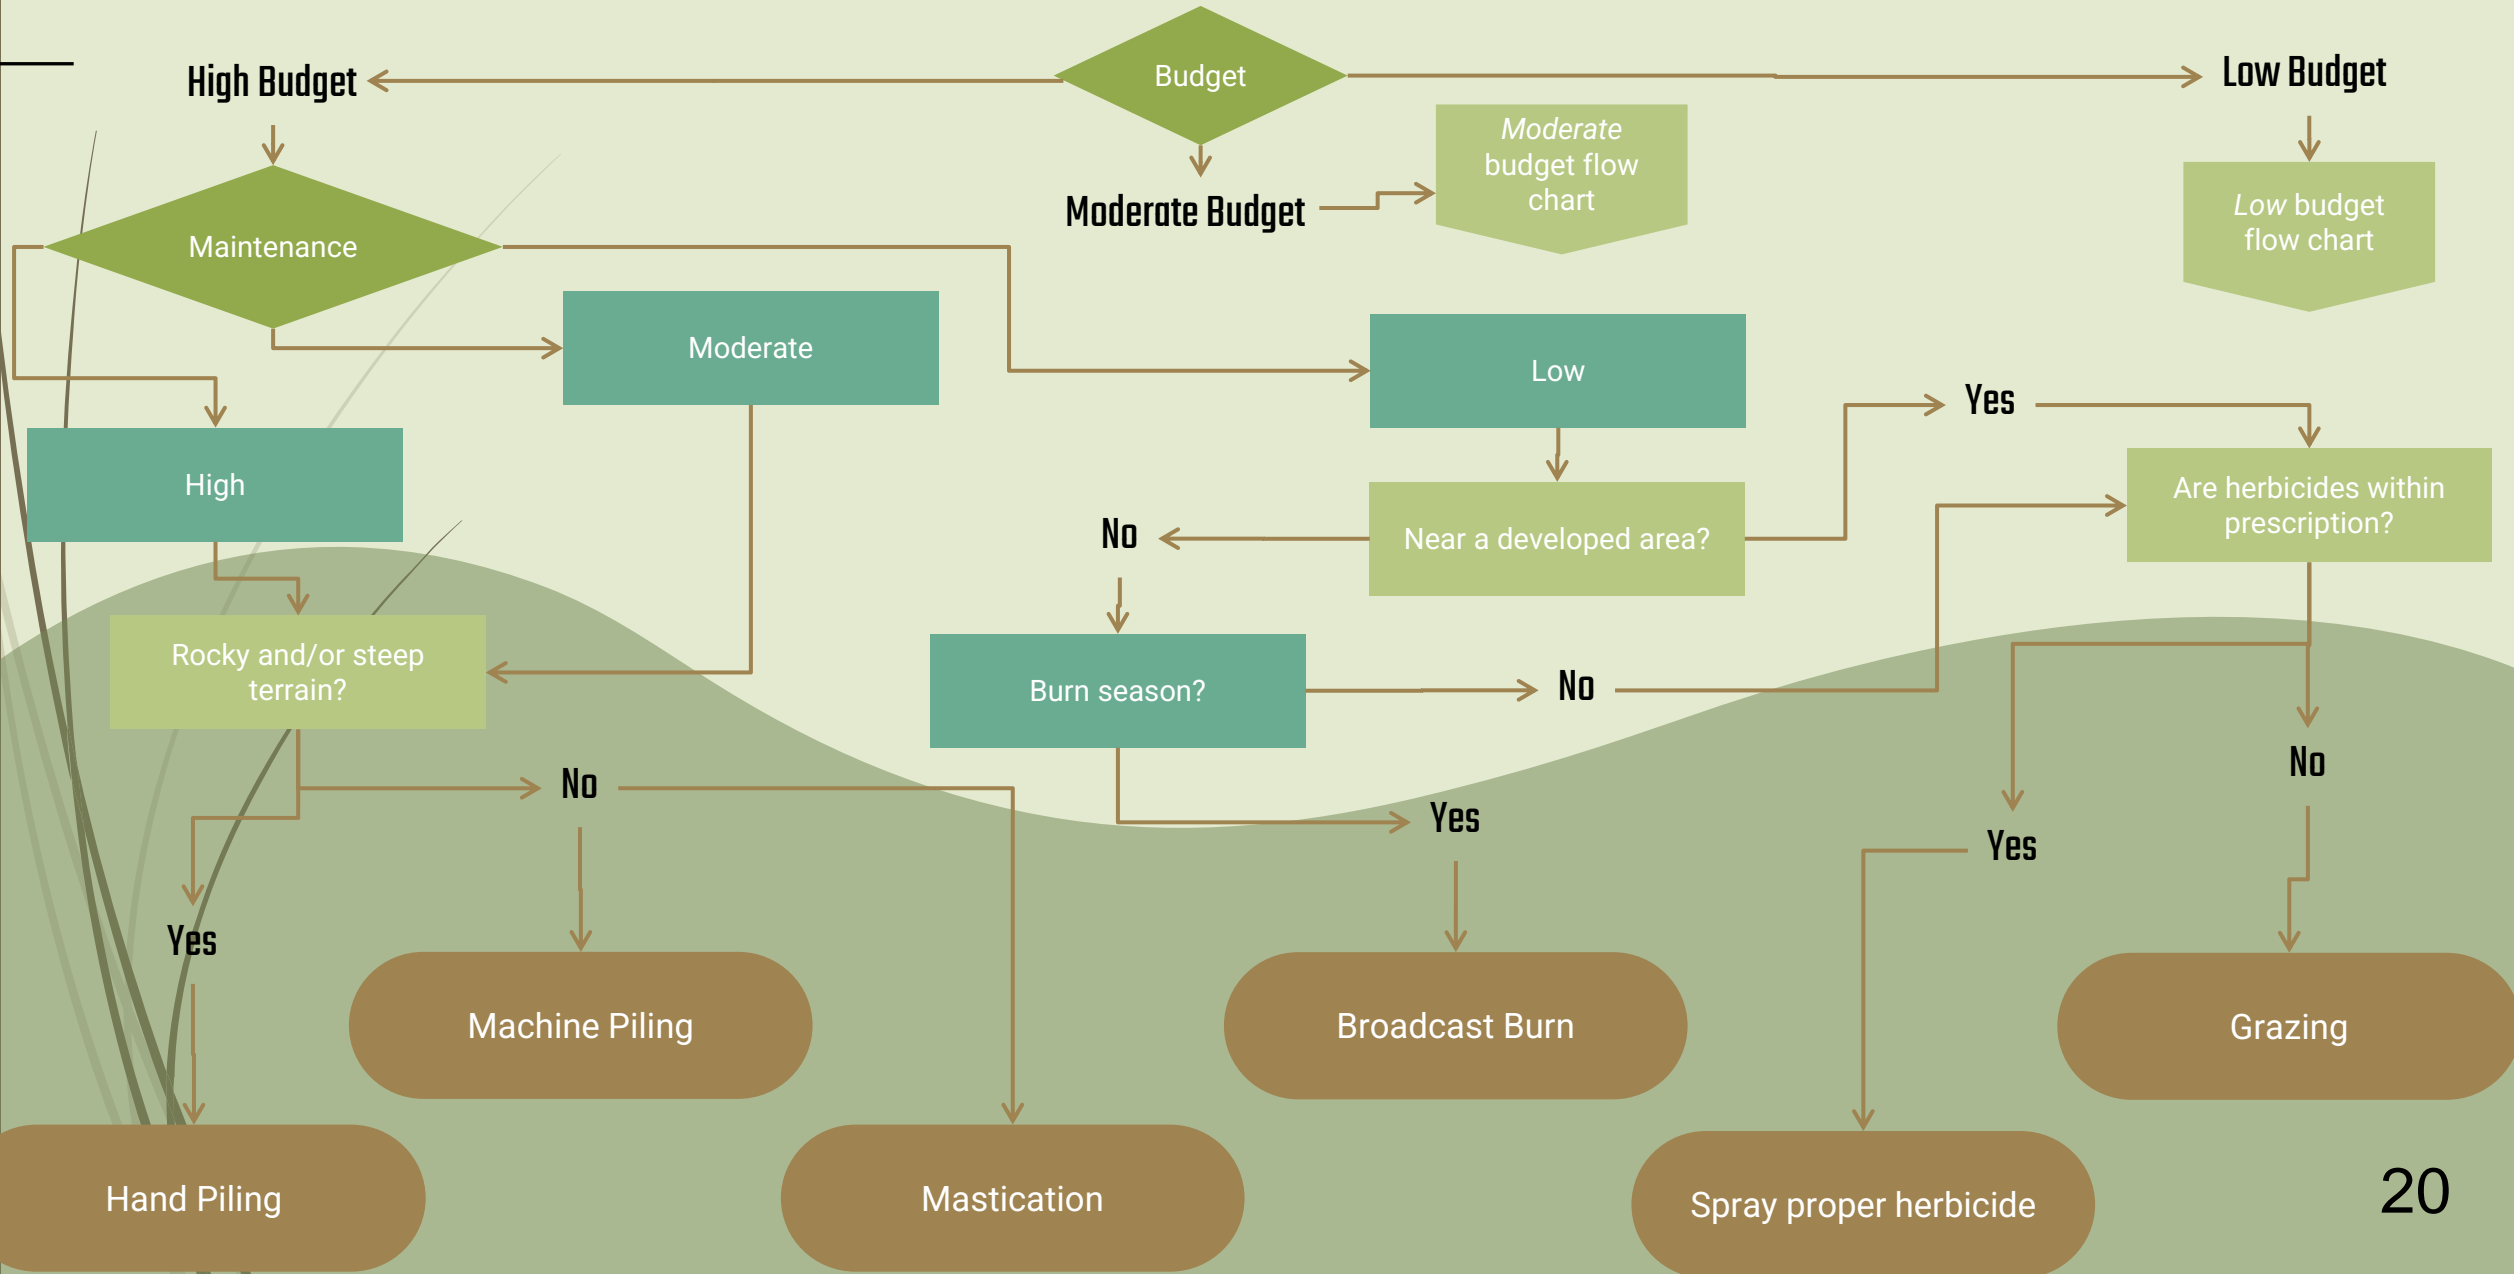 Budget
High Budget
Low Budget
Moderate
budget flow
chart
Moderate Budget
Low budget
flow chart
Maintenance
Moderate
Low
Yes
High
Are herbicides within
prescription?
No
Near a developed area?
Rocky and/or steep
terrain?
Burn season?
No
No
No
Yes
Yes
Yes
Machine Piling
Broadcast Burn
Grazing
Hand Piling
Mastication
Spray proper herbicide
20